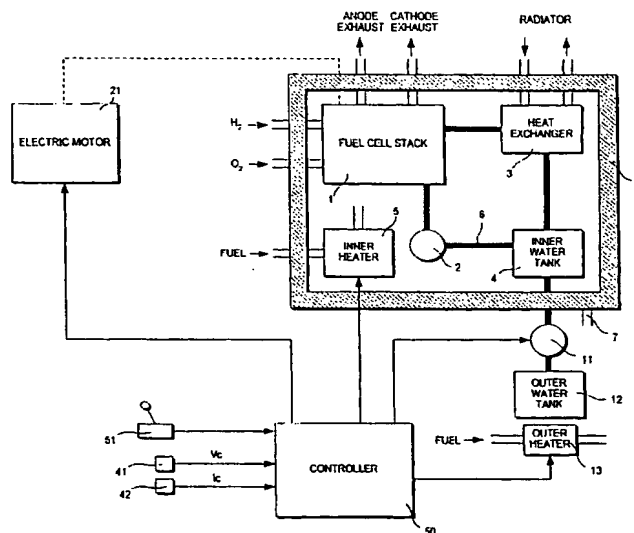 ANODE
EXHAUST
CATHODE
EXHAUST
RADIATOR
21
ELECTRIC MOTOR
H2
O2
FUEL CELL STACK
1
HEAT
EXCHANGER
3
5
INNER
HEATER
FUEL
6
2
INNER
WATER
TANK
4
7
11
OUTER
WATER
TANK
12
51
Vc
41
Ic
42
CONTROLLER
50
FUEL
OUTER
HEATER
13